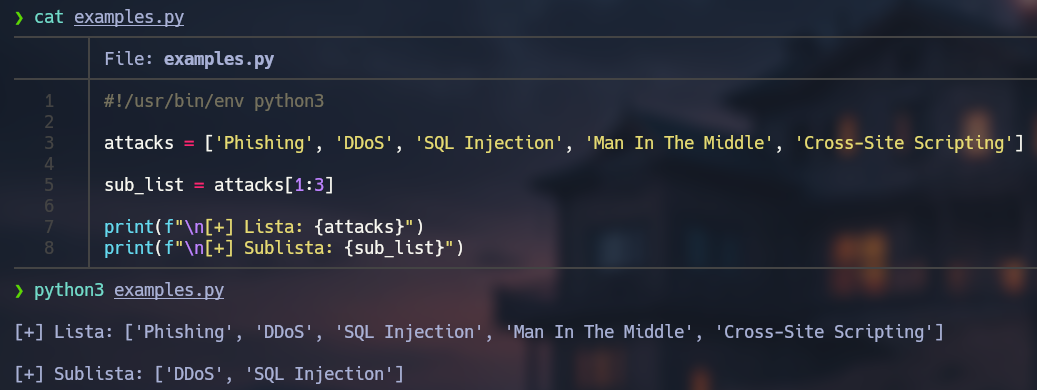 ❯ cat examples.py
File: examples.py
1 #!/usr/bin/env python3
2
3 attacks = ['Phishing', 'DDoS', 'SQL Injection', 'Man In The Middle', 'Cross-Site Scripting']
4
5 sub_list = attacks[1:3]
6
7 print(f"\n[+] Lista: {attacks}")
8 print(f"\n[+] Sublista: {sub_list}")
❯ python3 examples.py
[+] Lista: ['Phishing', 'DDoS', 'SQL Injection', 'Man In The Middle', 'Cross-Site Scripting']
[+] Sublista: ['DDoS', 'SQL Injection']